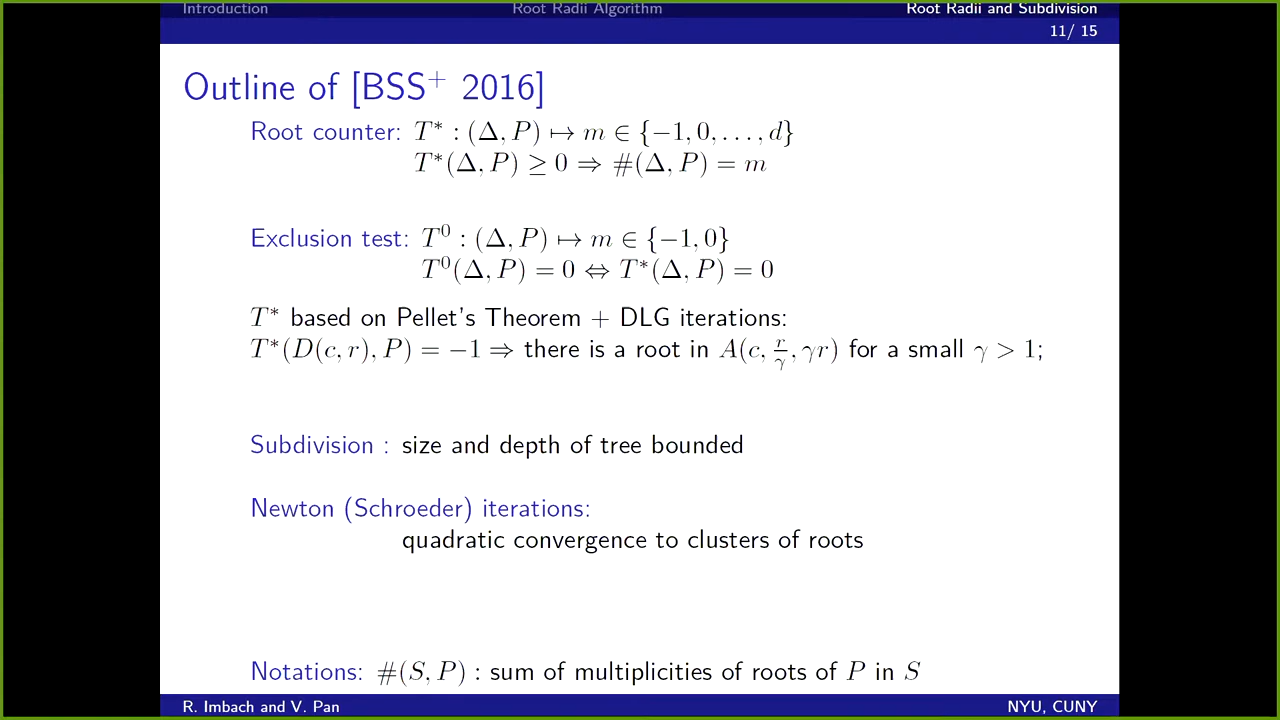 Introduction Root Radii Algorithm Root Radii and Subdivision
11/ 15
Outline of [BSS⁺ 2016]
Root counter: T* : (Δ, P) ↦ m ∈ {−1, 0, . . . , d}
T*(Δ, P) ≥ 0 ⇒ #(Δ, P) = m
Exclusion test: T⁰ : (Δ, P) ↦ m ∈ {−1, 0}
T⁰(Δ, P) = 0 ⇔ T*(Δ, P) = 0
T* based on Pellet's Theorem + DLG iterations:
T*(D(c, r), P) = −1 ⇒ there is a root in A(c, r/γ, γr) for a small γ > 1;
Subdivision : size and depth of tree bounded
Newton (Schroeder) iterations:
quadratic convergence to clusters of roots
Notations: #(S, P) : sum of multiplicities of roots of P in S
R. Imbach and V. Pan NYU, CUNY